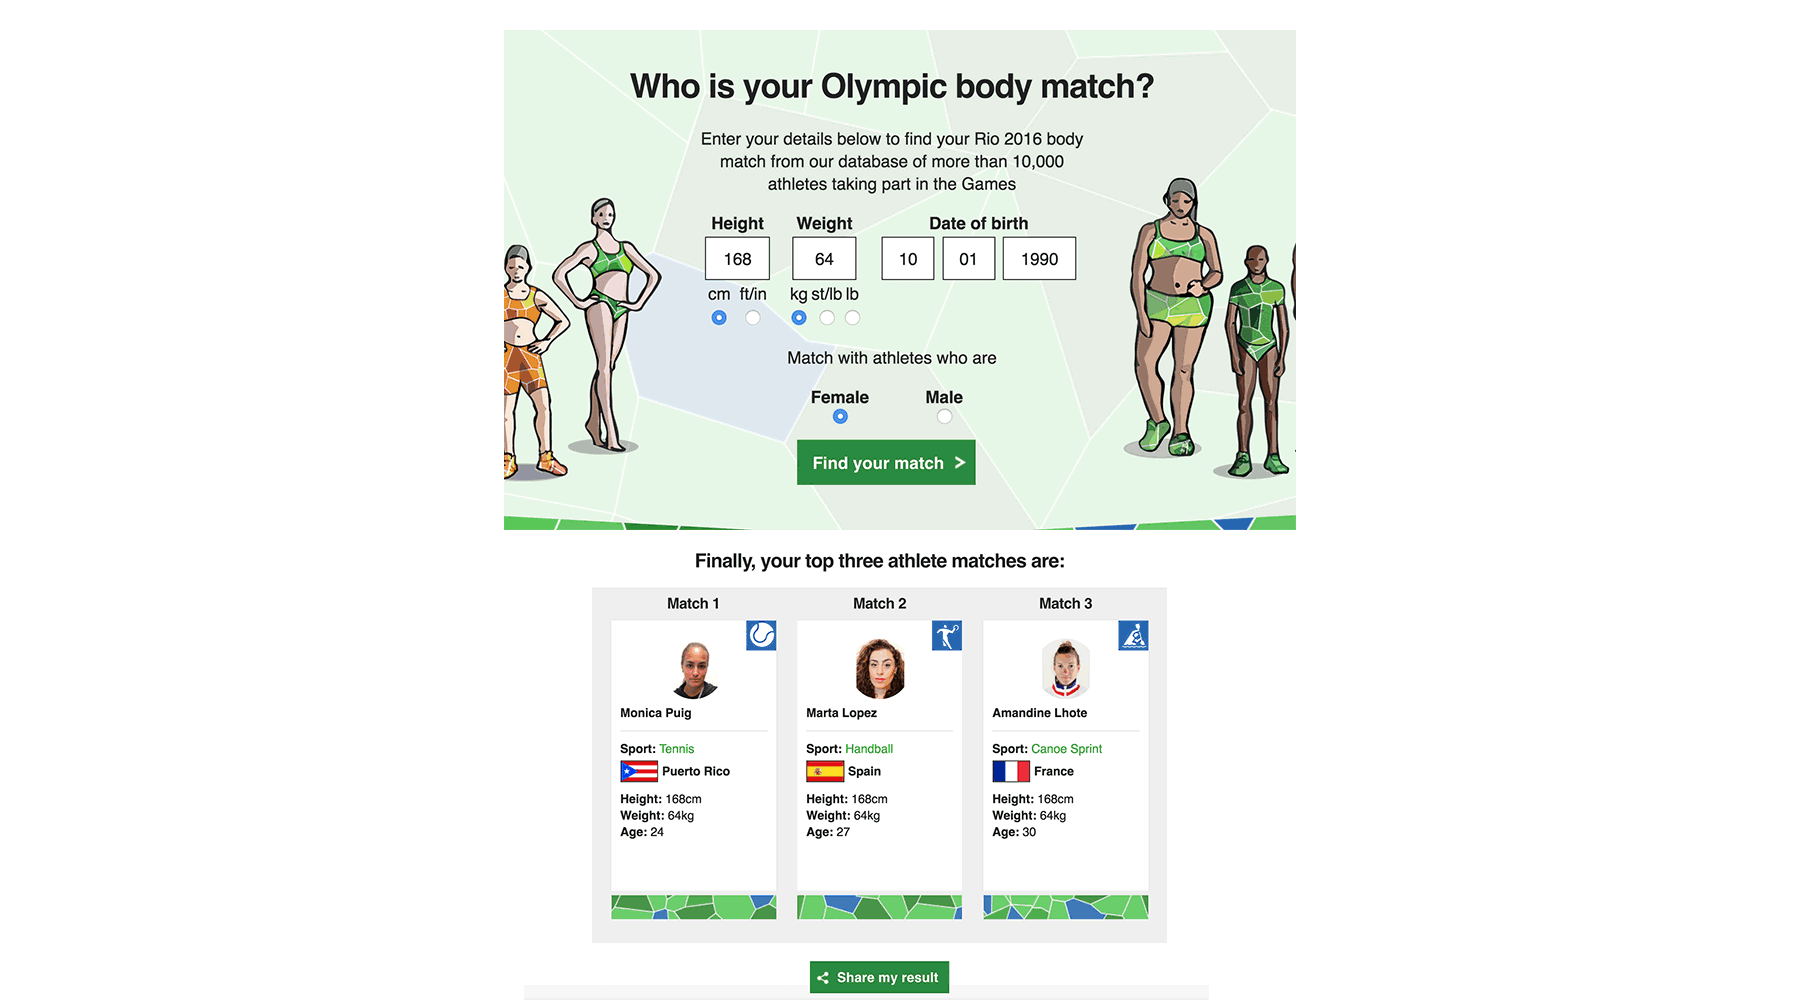 Who is your Olympic body match?
Enter your details below to find your Rio 2016 body
match from our database of more than 10,000
athletes taking part in the Games
Height Weight Date of birth
168 64 10 01 1990
cm ft/in kg st/lb lb
Match with athletes who are
Female Male
Find your match >
Finally, your top three athlete matches are:
Match 1 Match 2 Match 3
Monica Puig Marta Lopez Amandine Lhote
Sport: Tennis Sport: Handball Sport: Canoe Sprint
Puerto Rico Spain France
Height: 168cm Height: 168cm Height: 168cm
Weight: 64kg Weight: 64kg Weight: 64kg
Age: 24 Age: 27 Age: 30
Share my result